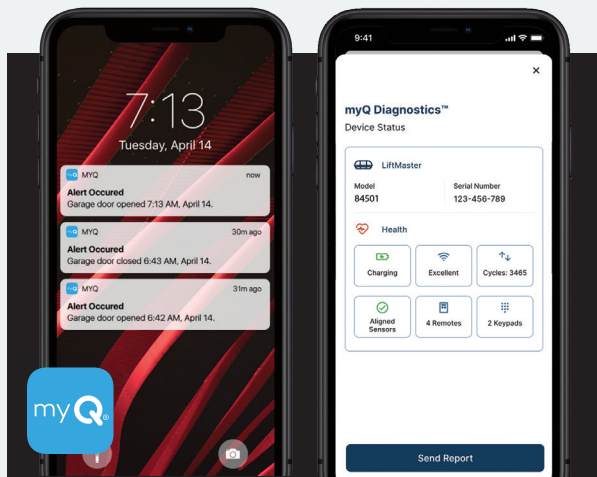 7:13
Tuesday, April 14
MYQ now
Alert Occured
Garage door opened 7:13 AM, April 14.
MYQ 30m ago
Alert Occured
Garage door closed 6:43 AM, April 14.
MYQ 31m ago
Alert Occured
Garage door opened 6:42 AM, April 14.
myQ®
9:41
myQ Diagnostics™
Device Status
LiftMaster
Model Serial Number
84501 123-456-789
Health
Charging Excellent Cycles: 3465
Aligned
Sensors 4 Remotes 2 Keypads
Send Report